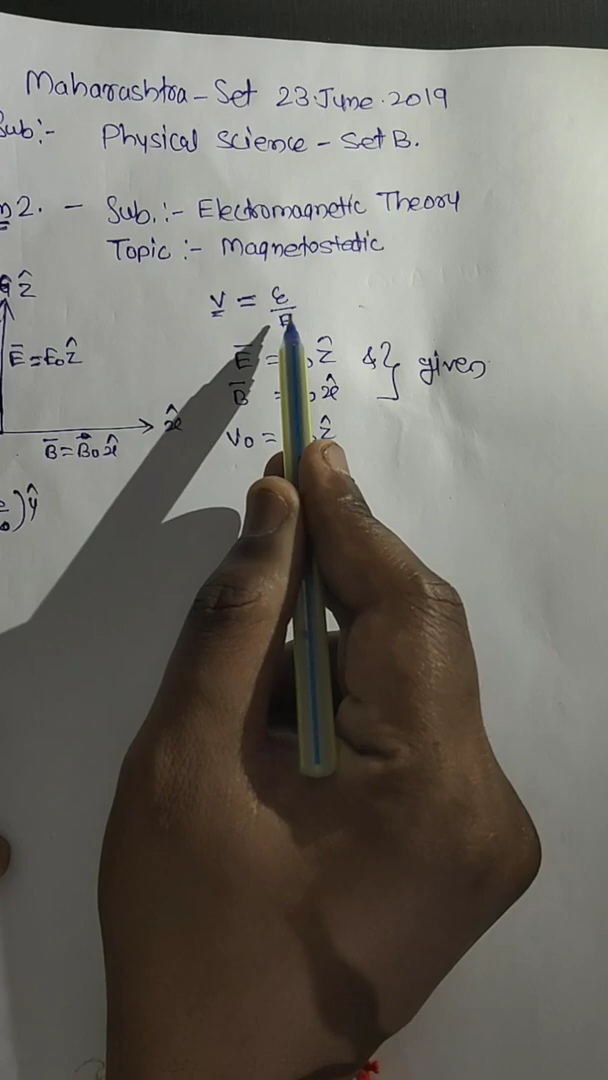 Maharashtra - Set 23 June. 2019
Sub:- Physical science - Set B.
2. - Sub. :- Electromagnetic Theory
Topic :- Magnetostatic
ẑ
V = ε/B
E̅ = E₀ẑ
E̅ = ẑ &} given
B̅ = x̂
x̂
B̅ = B₀x̂
V₀ = ẑ
)ŷ